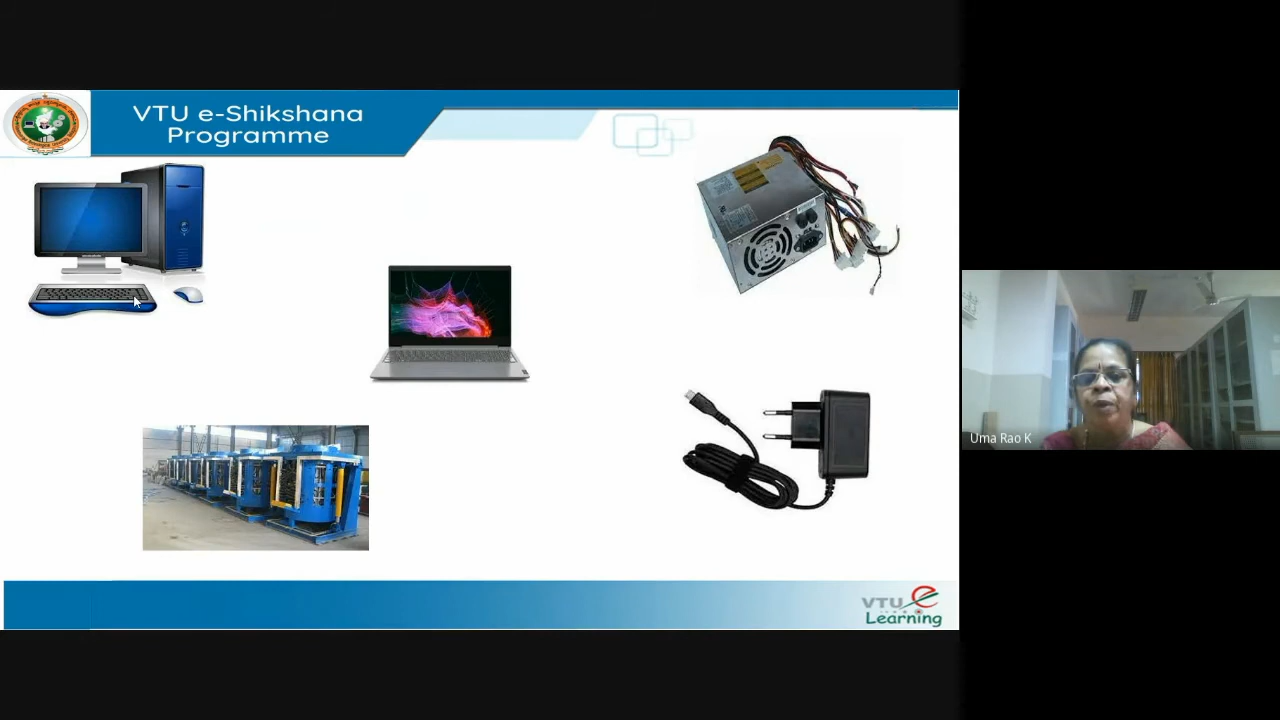 VTU e-Shikshana
Programme
Uma Rao K
VTU e
Learning